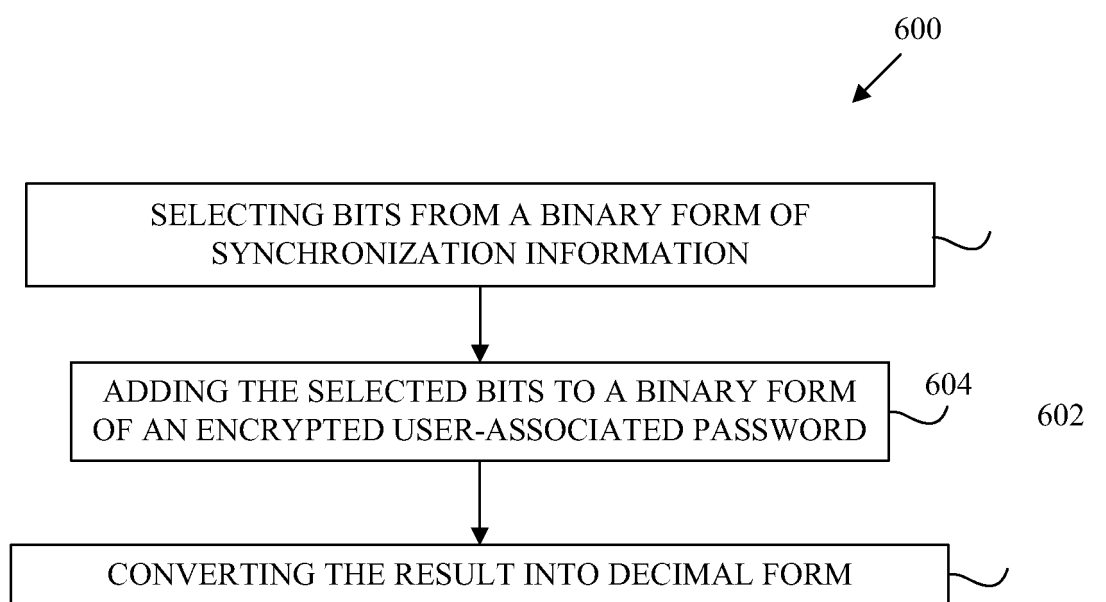 600
SELECTING BITS FROM A BINARY FORM OF
SYNCHRONIZATION INFORMATION
ADDING THE SELECTED BITS TO A BINARY FORM
OF AN ENCRYPTED USER-ASSOCIATED PASSWORD
604
602
CONVERTING THE RESULT INTO DECIMAL FORM